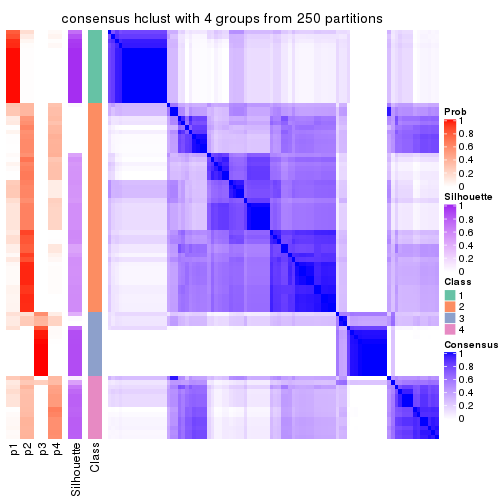 consensus hclust with 4 groups from 250 partitions
Prob
1
0.8
0.6
0.4
0.2
0
Silhouette
1
0.8
0.6
0.4
0.2
0
Class
1
2
3
4
Consensus
1
0.8
0.6
0.4
0.2
0
p1
p2
p3
p4
Silhouette
Class